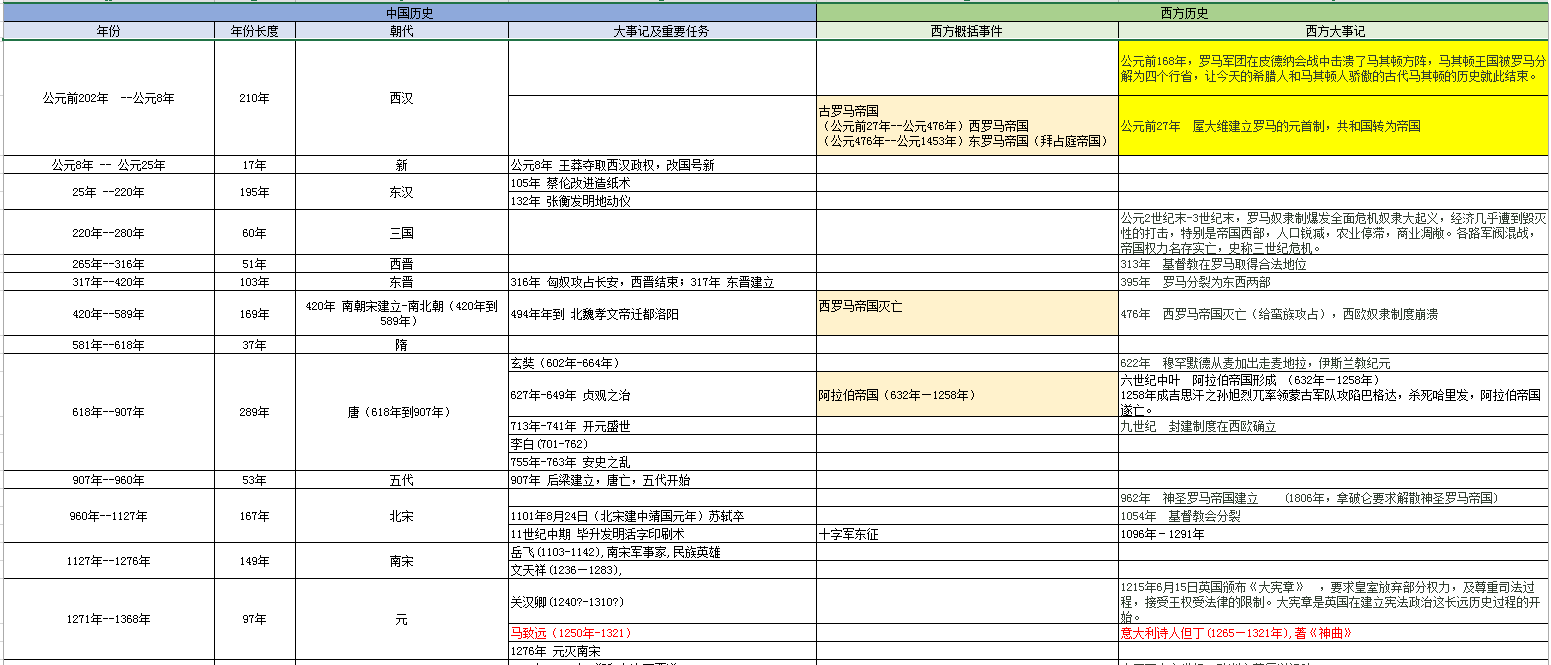 中国历史 西方历史
年份 年份长度 朝代 大事记及重要任务 西方概括事件 西方大事记
公元前202年 --公元8年 210年 西汉
公元前168年，罗马军团在皮德纳会战中击溃了马其顿方阵，马其顿王国被罗马分
解为四个行省，让今天的希腊人和马其顿人骄傲的古代马其顿的历史就此结束。
古罗马帝国
（公元前27年--公元476年）西罗马帝国
（公元476年--公元1453年）东罗马帝国（拜占庭帝国）
公元前27年 屋大维建立罗马的元首制，共和国转为帝国
公元8年 -- 公元25年 17年 新 公元8年 王莽夺取西汉政权，改国号新
25年 --220年 195年 东汉
105年 蔡伦改进造纸术
132年 张衡发明地动仪
220年--280年 60年 三国
公元2世纪末-3世纪末，罗马奴隶制爆发全面危机奴隶大起义，经济几乎遭到毁灭
性的打击，特别是帝国西部，人口锐减，农业停滞，商业凋敝。各路军阀混战，
帝国权力名存实亡，史称三世纪危机。
265年--316年 51年 西晋 313年 基督教在罗马取得合法地位
317年--420年 103年 东晋 316年 匈奴攻占长安，西晋结束；317年 东晋建立 395年 罗马分裂为东西两部
420年--589年 169年
420年 南朝宋建立-南北朝（420年到
589年）
494年年到 北魏孝文帝迁都洛阳
西罗马帝国灭亡
476年 西罗马帝国灭亡（给蛮族攻占），西欧奴隶制度崩溃
581年--618年 37年 隋
618年--907年 289年 唐（618年到907年）
玄奘（602年-664年） 622年 穆罕默德从麦加出走麦地拉，伊斯兰教纪元
627年-649年 贞观之治 阿拉伯帝国（632年－1258年）
六世纪中叶 阿拉伯帝国形成 （632年－1258年）
1258年成吉思汗之孙旭烈兀率领蒙古军队攻陷巴格达，杀死哈里发，阿拉伯帝国
遂亡。
713年-741年 开元盛世 九世纪 封建制度在西欧确立
李白(701-762)
755年-763年 安史之乱
907年--960年 53年 五代 907年 后梁建立，唐亡，五代开始
960年--1127年 167年 北宋
962年 神圣罗马帝国建立 （1806年，拿破仑要求解散神圣罗马帝国）
1101年8月24日（北宋建中靖国元年）苏轼卒 1054年 基督教会分裂
11世纪中期 毕升发明活字印刷术 十字军东征 1096年－1291年
1127年--1276年 149年 南宋
岳飞(1103-1142),南宋军事家,民族英雄
文天祥(1236－1283),
1271年--1368年 97年 元
关汉卿(1240?-1310?)
1215年6月15日英国颁布《大宪章》 ，要求皇室放弃部分权力，及尊重司法过
程，接受王权受法律的限制。大宪章是英国在建立宪法政治这长远历史过程的开
始。
马致远（1250年-1321） 意大利诗人但丁(1265－1321年),著《神曲》
1276年 元灭南宋